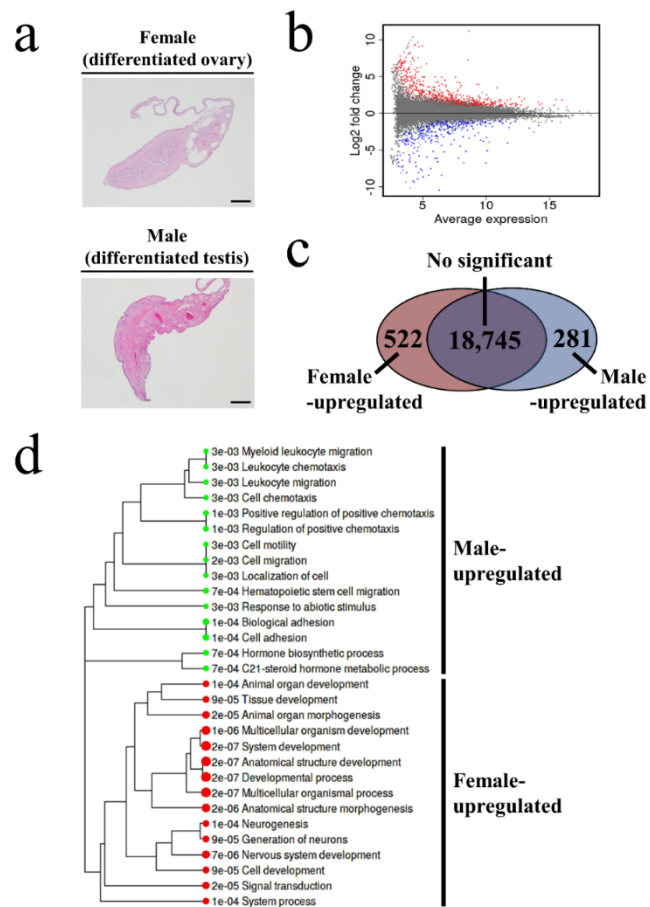 a
Female
(differentiated ovary)
Male
(differentiated testis)
b
Log2 fold change
10
5
0
-5
-10
5
10
15
Average expression
c
No significant
522
18,745
281
Female
-upregulated
Male
-upregulated
d
3e-03 Myeloid leukocyte migration
3e-03 Leukocyte chemotaxis
3e-03 Leukocyte migration
3e-03 Cell chemotaxis
1e-03 Positive regulation of positive chemotaxis
1e-03 Regulation of positive chemotaxis
3e-03 Cell motility
2e-03 Cell migration
3e-03 Localization of cell
7e-04 Hematopoietic stem cell migration
3e-03 Response to abiotic stimulus
1e-04 Biological adhesion
1e-04 Cell adhesion
7e-04 Hormone biosynthetic process
7e-04 C21-steroid hormone metabolic process
Male-
upregulated
1e-04 Animal organ development
9e-05 Tissue development
2e-05 Animal organ morphogenesis
1e-06 Multicellular organism development
2e-07 System development
2e-07 Anatomical structure development
2e-07 Developmental process
2e-07 Multicellular organismal process
2e-06 Anatomical structure morphogenesis
1e-04 Neurogenesis
9e-05 Generation of neurons
7e-06 Nervous system development
9e-05 Cell development
2e-05 Signal transduction
1e-04 System process
Female-
upregulated